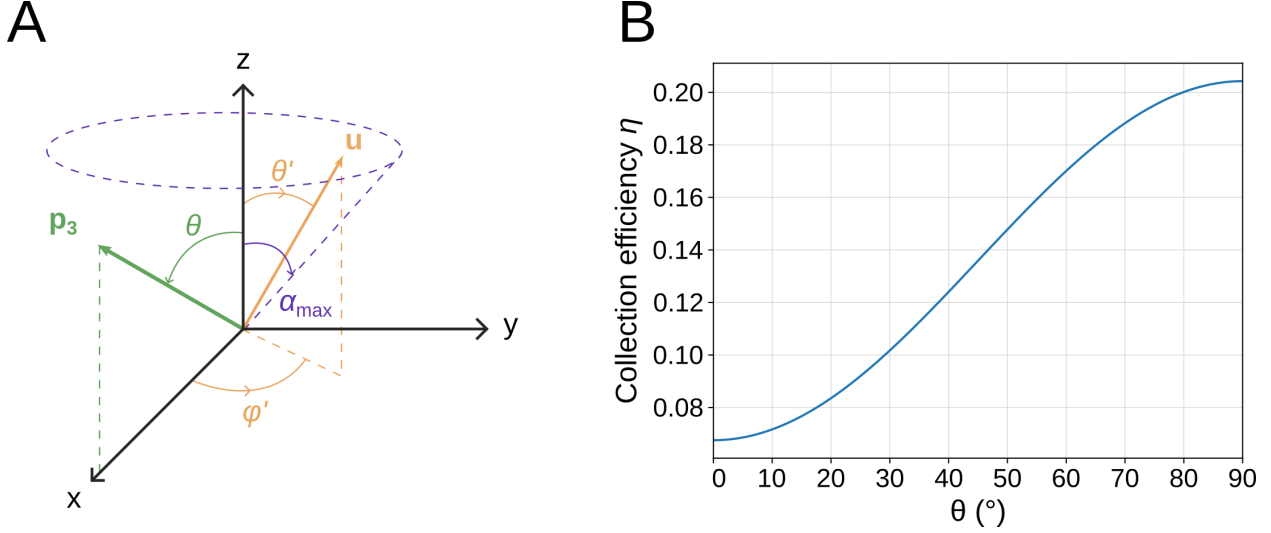 A
z
u
θ'
p₃
θ
α_max
y
φ'
x
B
Collection efficiency η
0.20
0.18
0.16
0.14
0.12
0.10
0.08
0 10 20 30 40 50 60 70 80 90
θ (°)